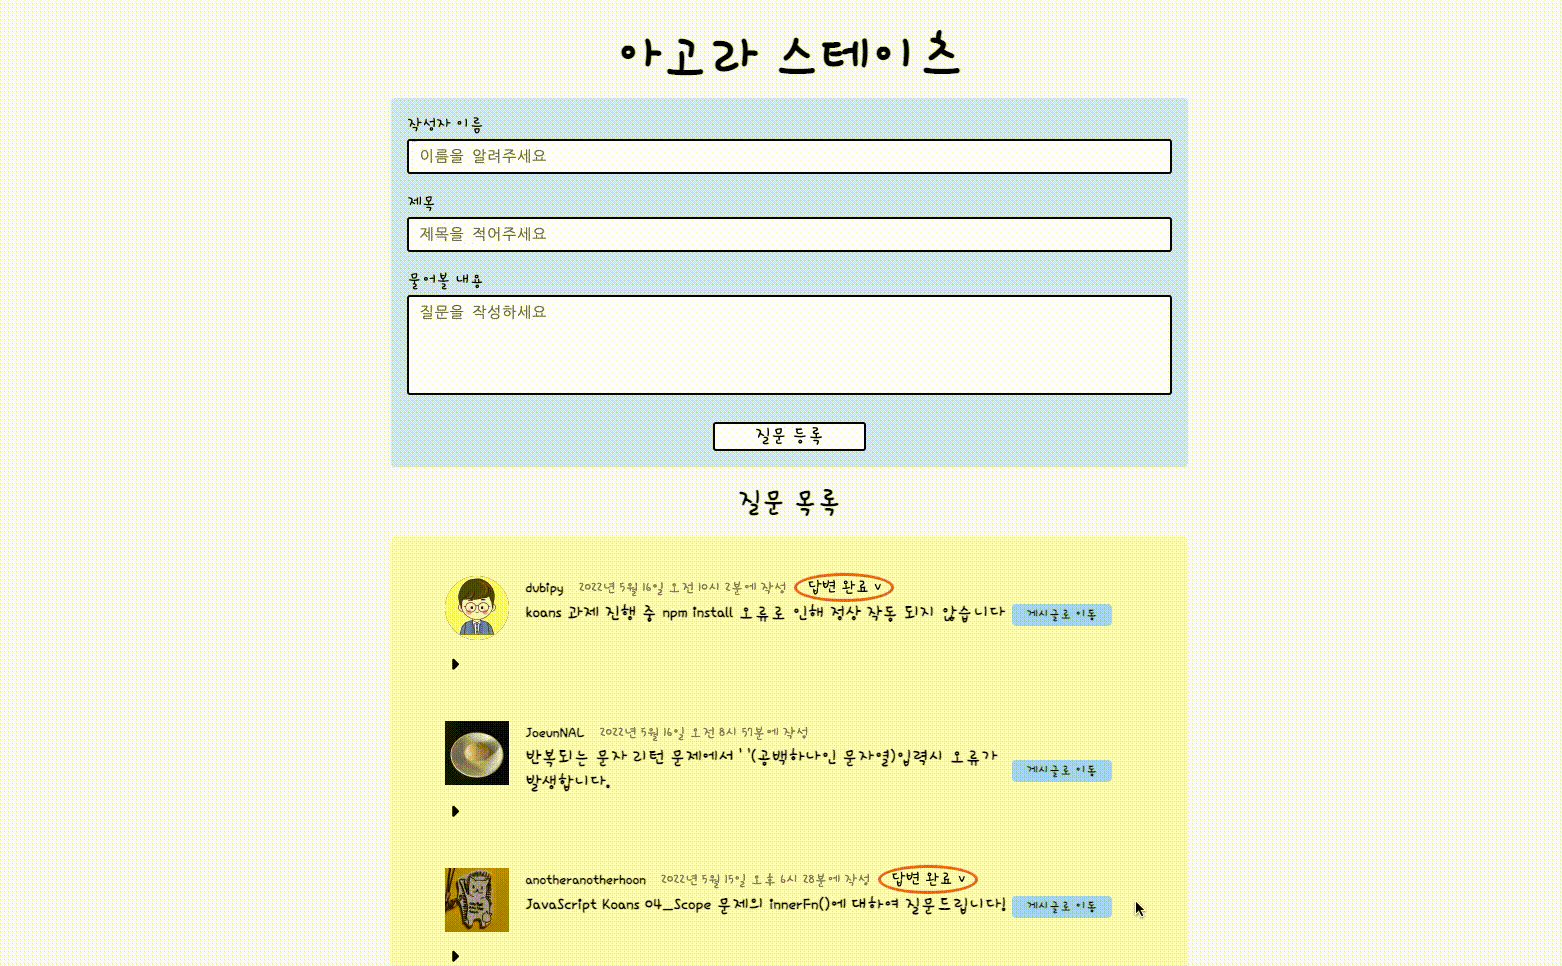 아고라 스테이츠
작성자 이름
이름을 알려주세요
제목
제목을 적어주세요
물어볼 내용
질문을 작성하세요
질문 등록
질문 목록
dubipy 2022년 5월 16일 오전 10시 2분에 작성 답변 완료 v
koans 과제 진행 중 npm install 오류로 인해 정상 작동 되지 않습니다 게시글로 이동
JoeunNAL 2022년 5월 16일 오전 8시 57분에 작성
반복되는 문자 리턴 문제에서 ' '(공백하나인 문자열)입력시 오류가
발생합니다. 게시글로 이동
anotheranotherhoon 2022년 5월 15일 오후 6시 28분에 작성 답변 완료 v
JavaScript Koans 04_Scope 문제의 innerFn()에 대하여 질문드립니다! 게시글로 이동